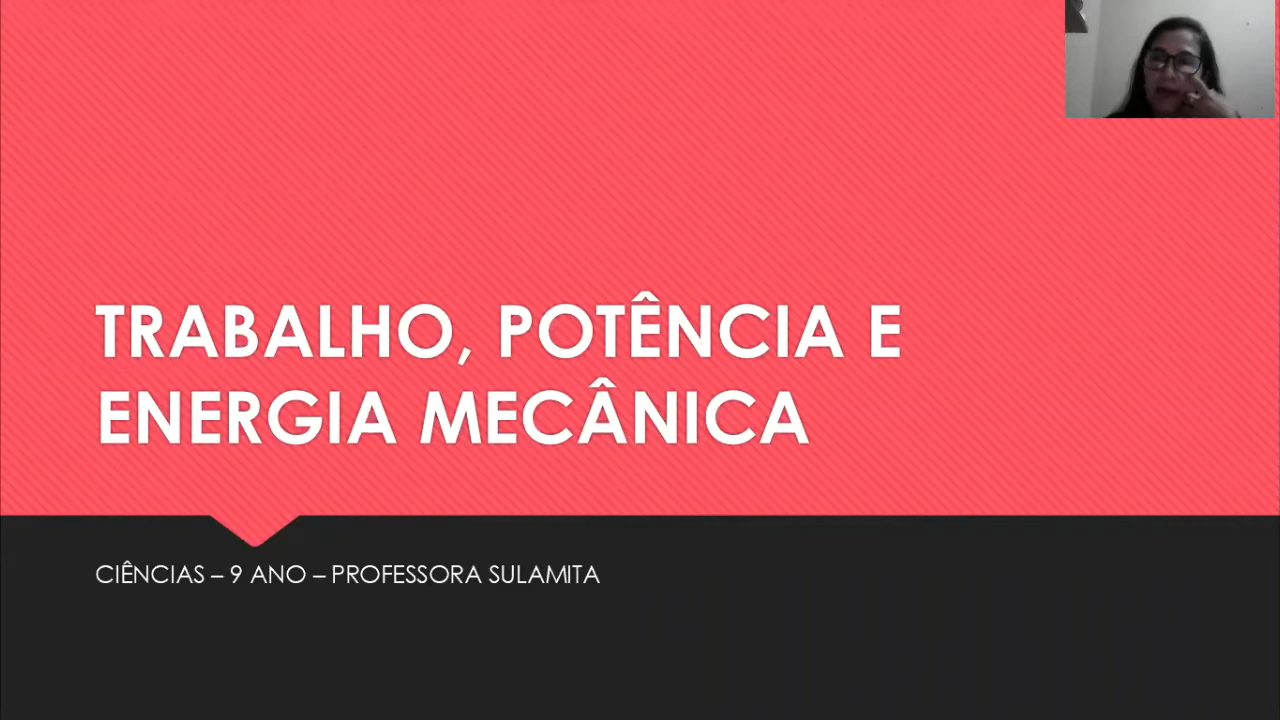 TRABALHO, POTÊNCIA E
ENERGIA MECÂNICA
CIÊNCIAS – 9 ANO – PROFESSORA SULAMITA